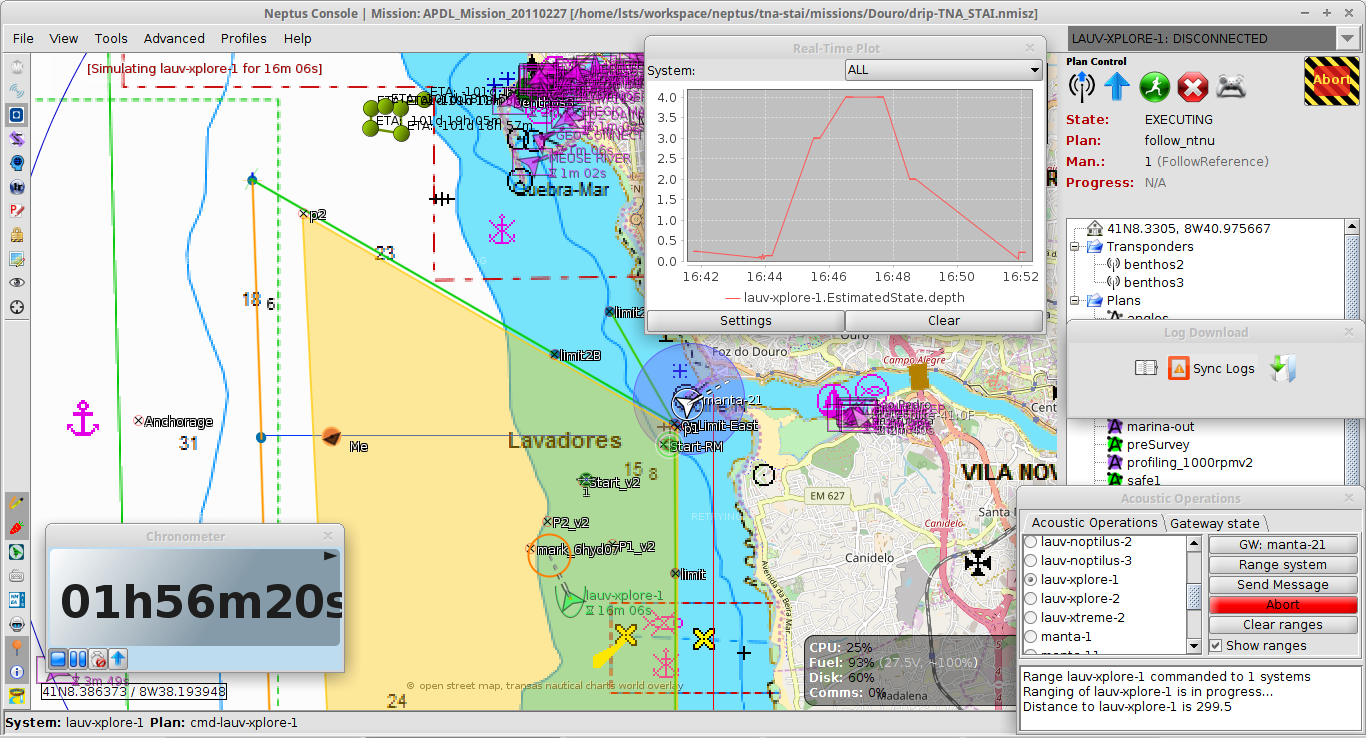 Neptus Console | Mission: APDL_Mission_20110227 [/home/lsts/workspace/neptus/tna-stai/missions/Douro/drip-TNA_STAI.nmisz]
File View Tools Advanced Profiles Help
LAUV-XPLORE-1: DISCONNECTED
[Simulating lauv-xplore-1 for 16m 06s]
Real-Time Plot
System: ALL
4.0
3.5
3.0
2.5
2.0
1.5
1.0
0.5
0.0
16:42 16:44 16:46 16:48 16:50 16:52
lauv-xplore-1.EstimatedState.depth
Settings Clear
Plan Control
Abort
State: EXECUTING
Plan: follow_ntnu
Man.: 1 (FollowReference)
Progress: N/A
41N8.3305, 8W40.975667
Transponders
benthos2
benthos3
Plans
angles
Log Download
Sync Logs
marina-out
preSurvey
profiling_1000rpmv2
safe1
MEUSE RIVER
1m 02s
Quebra-Mar
p2
23
18
6
limit2B
Foz do Douro
Campo Alegre
manta-21
Limit-East
Start-RM
Anchorage
31
Me
Lavadores
15
8
Start_v2
1
P2_v2
P1_v2
mark_6hyd07
limit
lauv-xplore-1
16m 06s
EM 627
VILA NOV
Canidelo
Canidelo
Santa
Avenida da Beira Mar
Madalena
24
© open street map, transas nautical charts world overlay
Chronometer
01h56m20s
3m 49s
41N8.386373 / 8W38.193948
CPU: 25%
Fuel: 93% (27.5V, ~100%)
Disk: 60%
Comms: 0%
Acoustic Operations
Acoustic Operations Gateway state
lauv-noptilus-2
lauv-noptilus-3
lauv-xplore-1
lauv-xplore-2
lauv-xtreme-2
manta-1
manta-11
GW: manta-21
Range system
Send Message
Abort
Clear ranges
Show ranges
Range lauv-xplore-1 commanded to 1 systems
Ranging of lauv-xplore-1 is in progress...
Distance to lauv-xplore-1 is 299.5
System: lauv-xplore-1 Plan: cmd-lauv-xplore-1